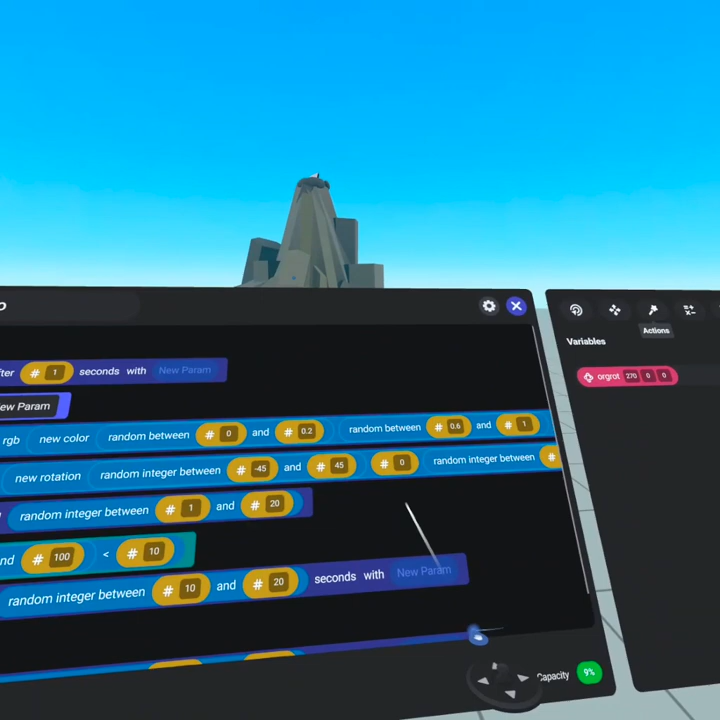 o
fter # 1 seconds with New Param
ew Param
rgb new color random between # 0 and # 0.2 random between # 0.6 and # 1
new rotation random integer between # -45 and # 45 # 0 random integer between #
random integer between # 1 and # 20
nd # 100 < # 10
random integer between # 10 and # 20 seconds with New Param
Capacity 9%
Actions
Variables
orgrot 270 0 0